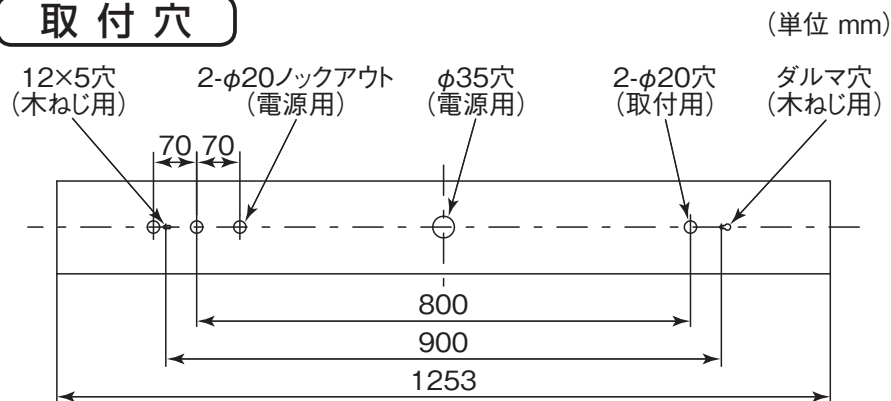 取付穴
(単位 mm)
12×5穴
(木ねじ用)
2-φ20ノックアウト
(電源用)
φ35穴
(電源用)
2-φ20穴
(取付用)
ダルマ穴
(木ねじ用)
70 70
800
900
1253